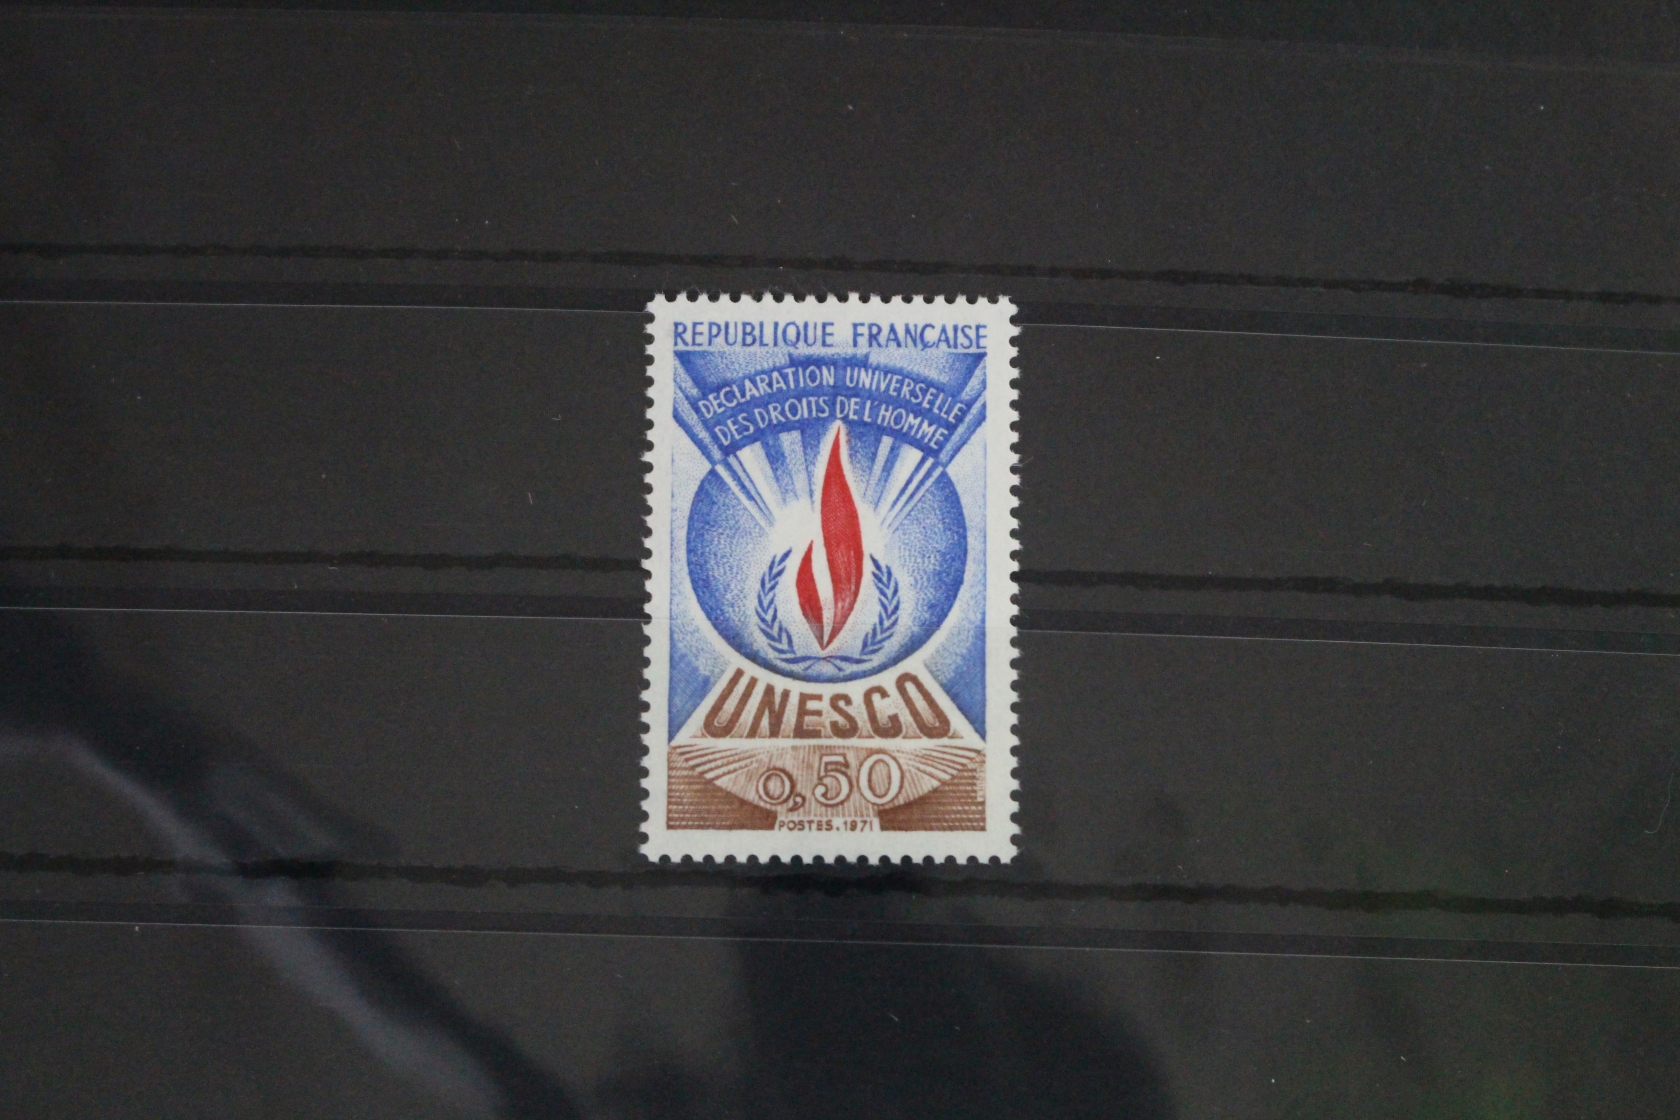 REPUBLIQUE FRANÇAISE
DECLARATION UNIVERSELLE
DES DROITS DE L'HOMME
UNESCO
0,50
POSTES.1971